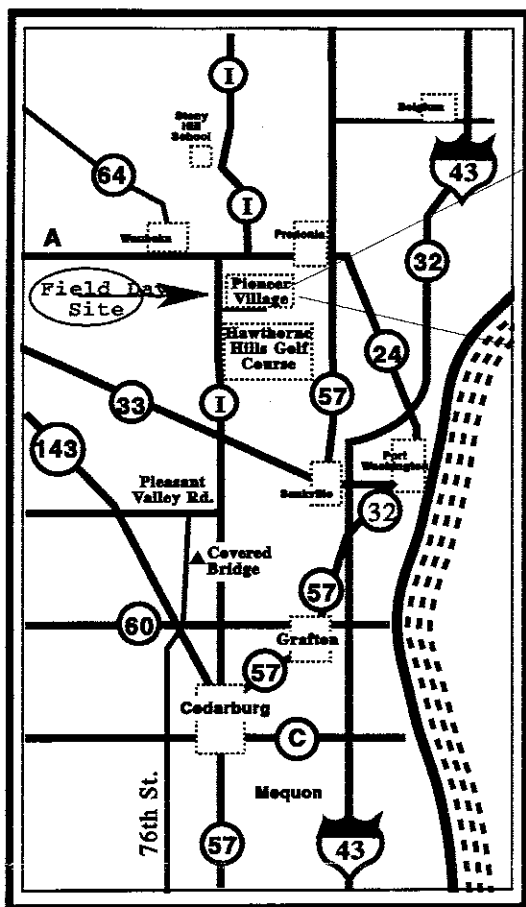 I
Belgium
Stony
Hill
School
43
64
I
A
Waubeka
Fredonia
32
Field Day
Site
Pioneer
Village
Hawthorne
Hills Golf
Course
24
33
I
57
143
Port
Washington
Pleasant
Valley Rd.
Saukville
32
Covered
Bridge
57
60
Grafton
57
Cedarburg
C
76th St.
Mequon
57
43